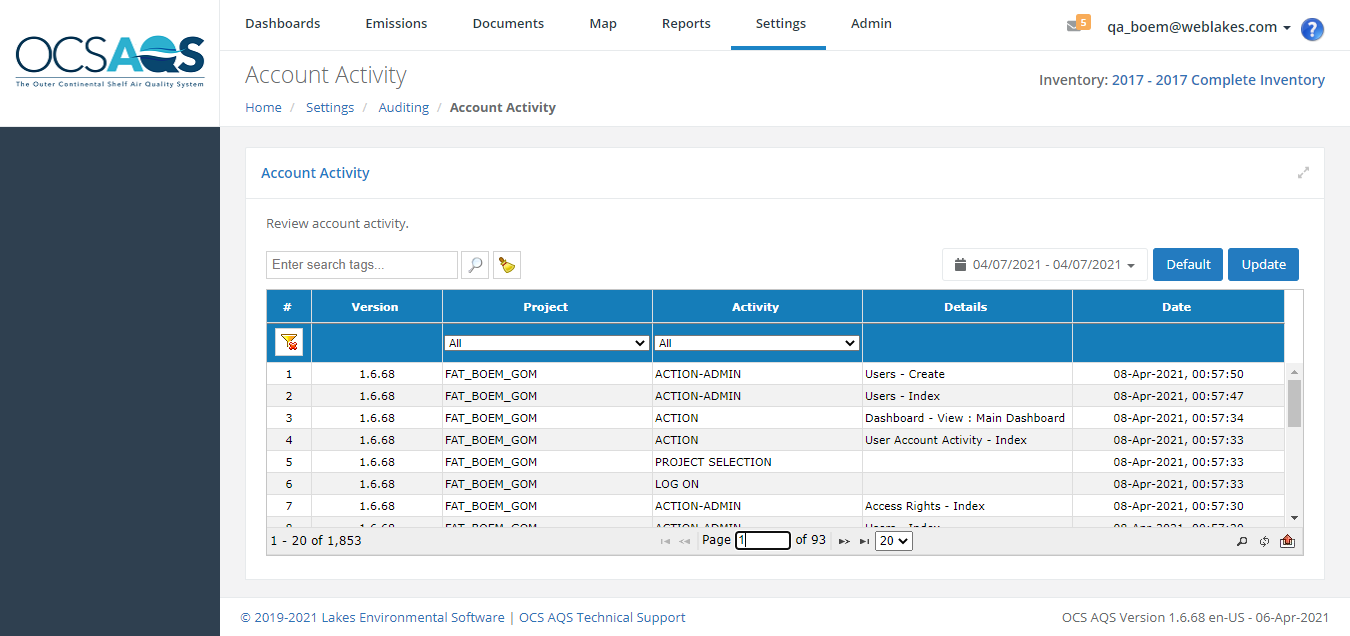 Dashboards Emissions Documents Map Reports Settings Admin 5 qa_boem@weblakes.com ?
OCSAQS
The Outer Continental Shelf Air Quality System
Account Activity
Inventory: 2017 - 2017 Complete Inventory
Home / Settings / Auditing / Account Activity
Account Activity
Review account activity.
Enter search tags... 04/07/2021 - 04/07/2021 Default Update
# Version Project Activity Details Date
All All
1 1.6.68 FAT_BOEM_GOM ACTION-ADMIN Users - Create 08-Apr-2021, 00:57:50
2 1.6.68 FAT_BOEM_GOM ACTION-ADMIN Users - Index 08-Apr-2021, 00:57:47
3 1.6.68 FAT_BOEM_GOM ACTION Dashboard - View : Main Dashboard 08-Apr-2021, 00:57:34
4 1.6.68 FAT_BOEM_GOM ACTION User Account Activity - Index 08-Apr-2021, 00:57:33
5 1.6.68 FAT_BOEM_GOM PROJECT SELECTION 08-Apr-2021, 00:57:33
6 1.6.68 FAT_BOEM_GOM LOG ON 08-Apr-2021, 00:57:33
7 1.6.68 FAT_BOEM_GOM ACTION-ADMIN Access Rights - Index 08-Apr-2021, 00:57:30
1 - 20 of 1,853 Page 1 of 93 20
© 2019-2021 Lakes Environmental Software | OCS AQS Technical Support OCS AQS Version 1.6.68 en-US - 06-Apr-2021